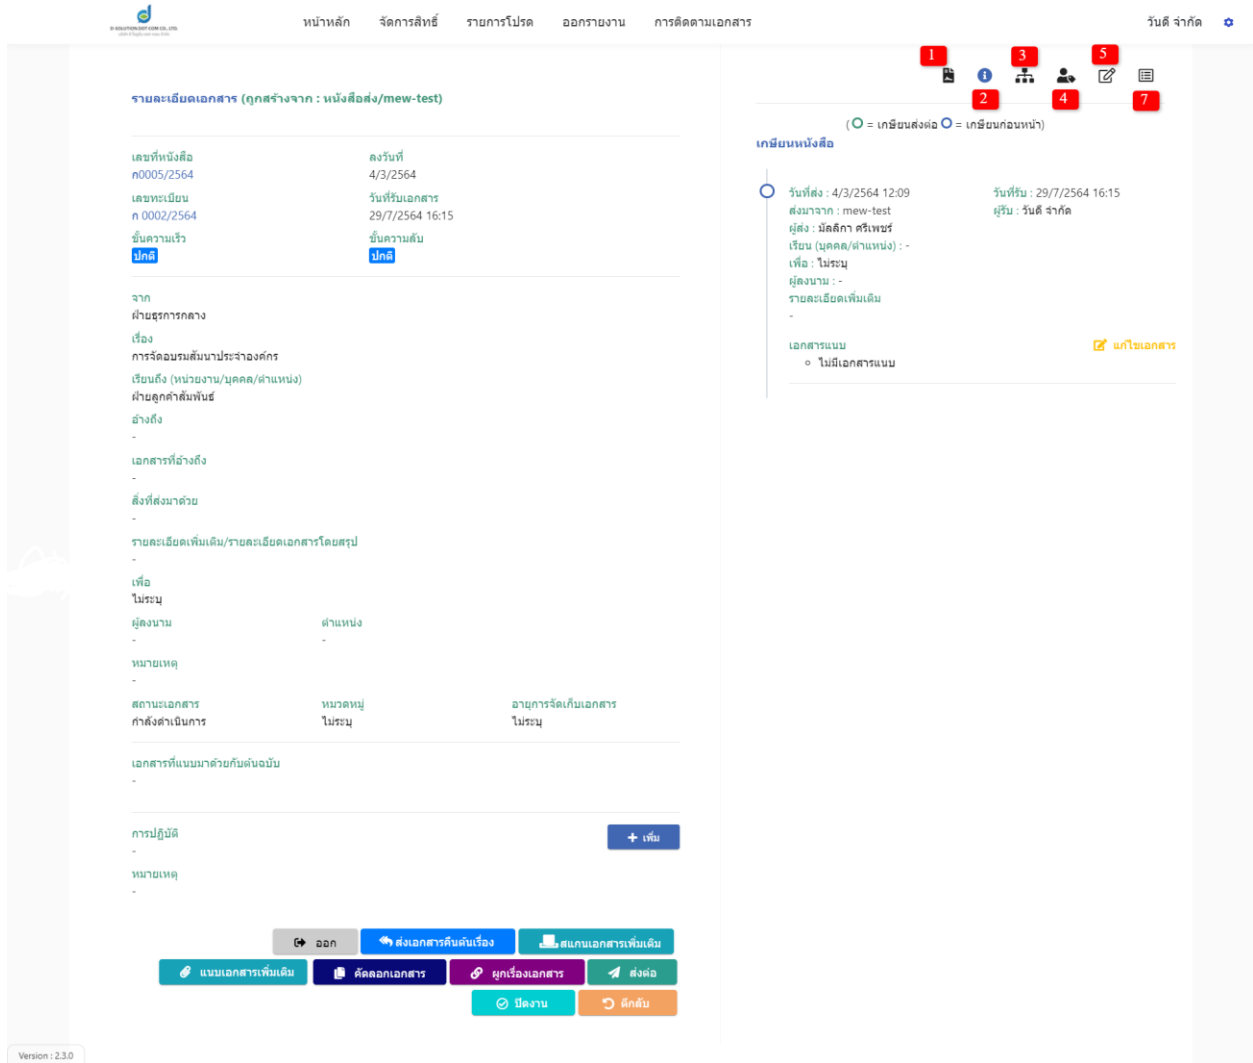 D SOLUTION DOT COM CO., LTD.
หน้าหลัก จัดการสิทธิ์ รายการโปรด ออกรายงาน การติดตามเอกสาร วันดี จำกัด
1 3 5
2 4 7
รายละเอียดเอกสาร (ถูกสร้างจาก : หนังสือส่ง/mew-test)
( O = เกษียนส่งต่อ O = เกษียนก่อนหน้า)
เกษียนหนังสือ
เลขที่หนังสือ ลงวันที่
ก0005/2564 4/3/2564
เลขทะเบียน วันที่รับเอกสาร
ก 0002/2564 29/7/2564 16:15
ชั้นความเร็ว ชั้นความลับ
ปกติ ปกติ
วันที่ส่ง : 4/3/2564 12:09 วันที่รับ : 29/7/2564 16:15
ส่งมาจาก : mew-test ผู้รับ : วันดี จำกัด
ผู้ส่ง : มัลลิกา ศรีเพชร์
เรียน (บุคคล/ตำแหน่ง) : -
เพื่อ : ไม่ระบุ
ผู้ลงนาม : -
รายละเอียดเพิ่มเติม
-
เอกสารแนบ แก้ไขเอกสาร
ไม่มีเอกสารแนบ
จาก
ฝ่ายธุรการกลาง
เรื่อง
การจัดอบรมสัมนาประจำองค์กร
เรียนถึง (หน่วยงาน/บุคคล/ตำแหน่ง)
ฝ่ายลูกค้าสัมพันธ์
อ้างถึง
-
เอกสารที่อ้างถึง
-
สิ่งที่ส่งมาด้วย
-
รายละเอียดเพิ่มเติม/รายละเอียดเอกสารโดยสรุป
-
เพื่อ
ไม่ระบุ
ผู้ลงนาม ตำแหน่ง
- -
หมายเหตุ
-
สถานะเอกสาร หมวดหมู่ อายุการจัดเก็บเอกสาร
กำลังดำเนินการ ไม่ระบุ ไม่ระบุ
เอกสารที่แนบมาด้วยกับต้นฉบับ
-
การปฏิบัติ + เพิ่ม
-
หมายเหตุ
-
ออก ส่งเอกสารคืนต้นเรื่อง สแกนเอกสารเพิ่มเติม
แนบเอกสารเพิ่มเติม คัดลอกเอกสาร ผูกเรื่องเอกสาร ส่งต่อ
ปิดงาน ตีกลับ
Version : 2.3.0